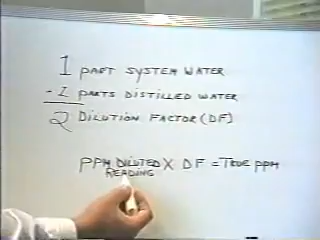 1 PART SYSTEM WATER
-1 PARTS DISTILLED WATER
2 DILUTION FACTOR (DF)
PPM DILUTED X DF = TRUE PPM
READING